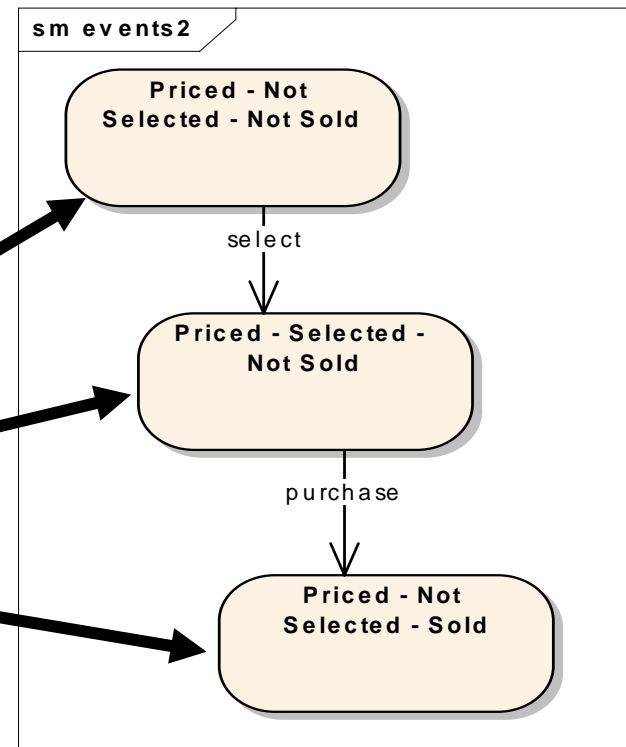 sm events2
Priced - Not
Selected - Not Sold
select
Priced - Selected -
Not Sold
purchase
Priced - Not
Selected - Sold